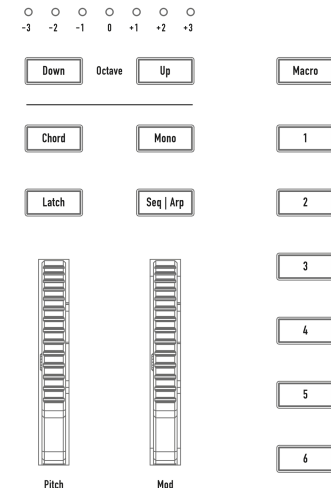 -3 -2 -1 0 +1 +2 +3
Down Octave Up Macro
Chord Mono 1
Latch Seq | Arp 2
3
4
5
6
Pitch Mod